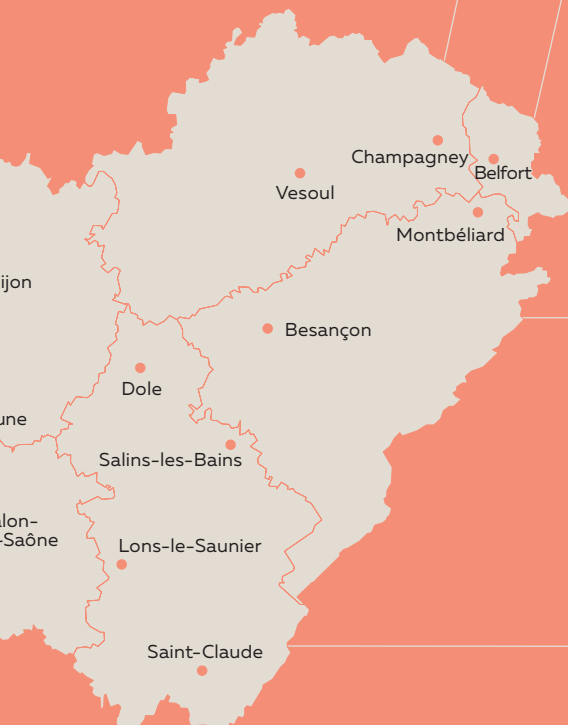 Champagney
Belfort
Vesoul
Montbéliard
ijon
Besançon
Dole
une
Salins-les-Bains
alon-
-Saône
Lons-le-Saunier
Saint-Claude